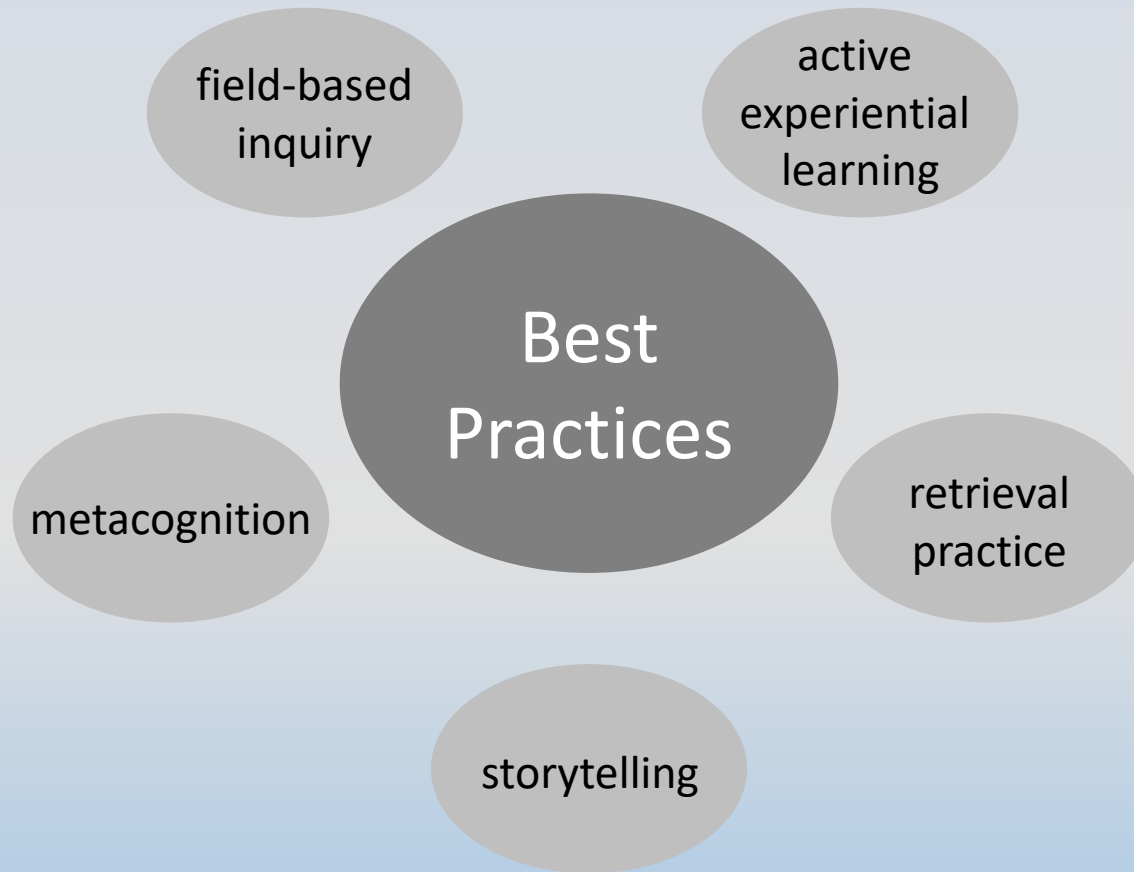 field-based
inquiry
active
experiential
learning
Best
Practices
metacognition
retrieval
practice
storytelling